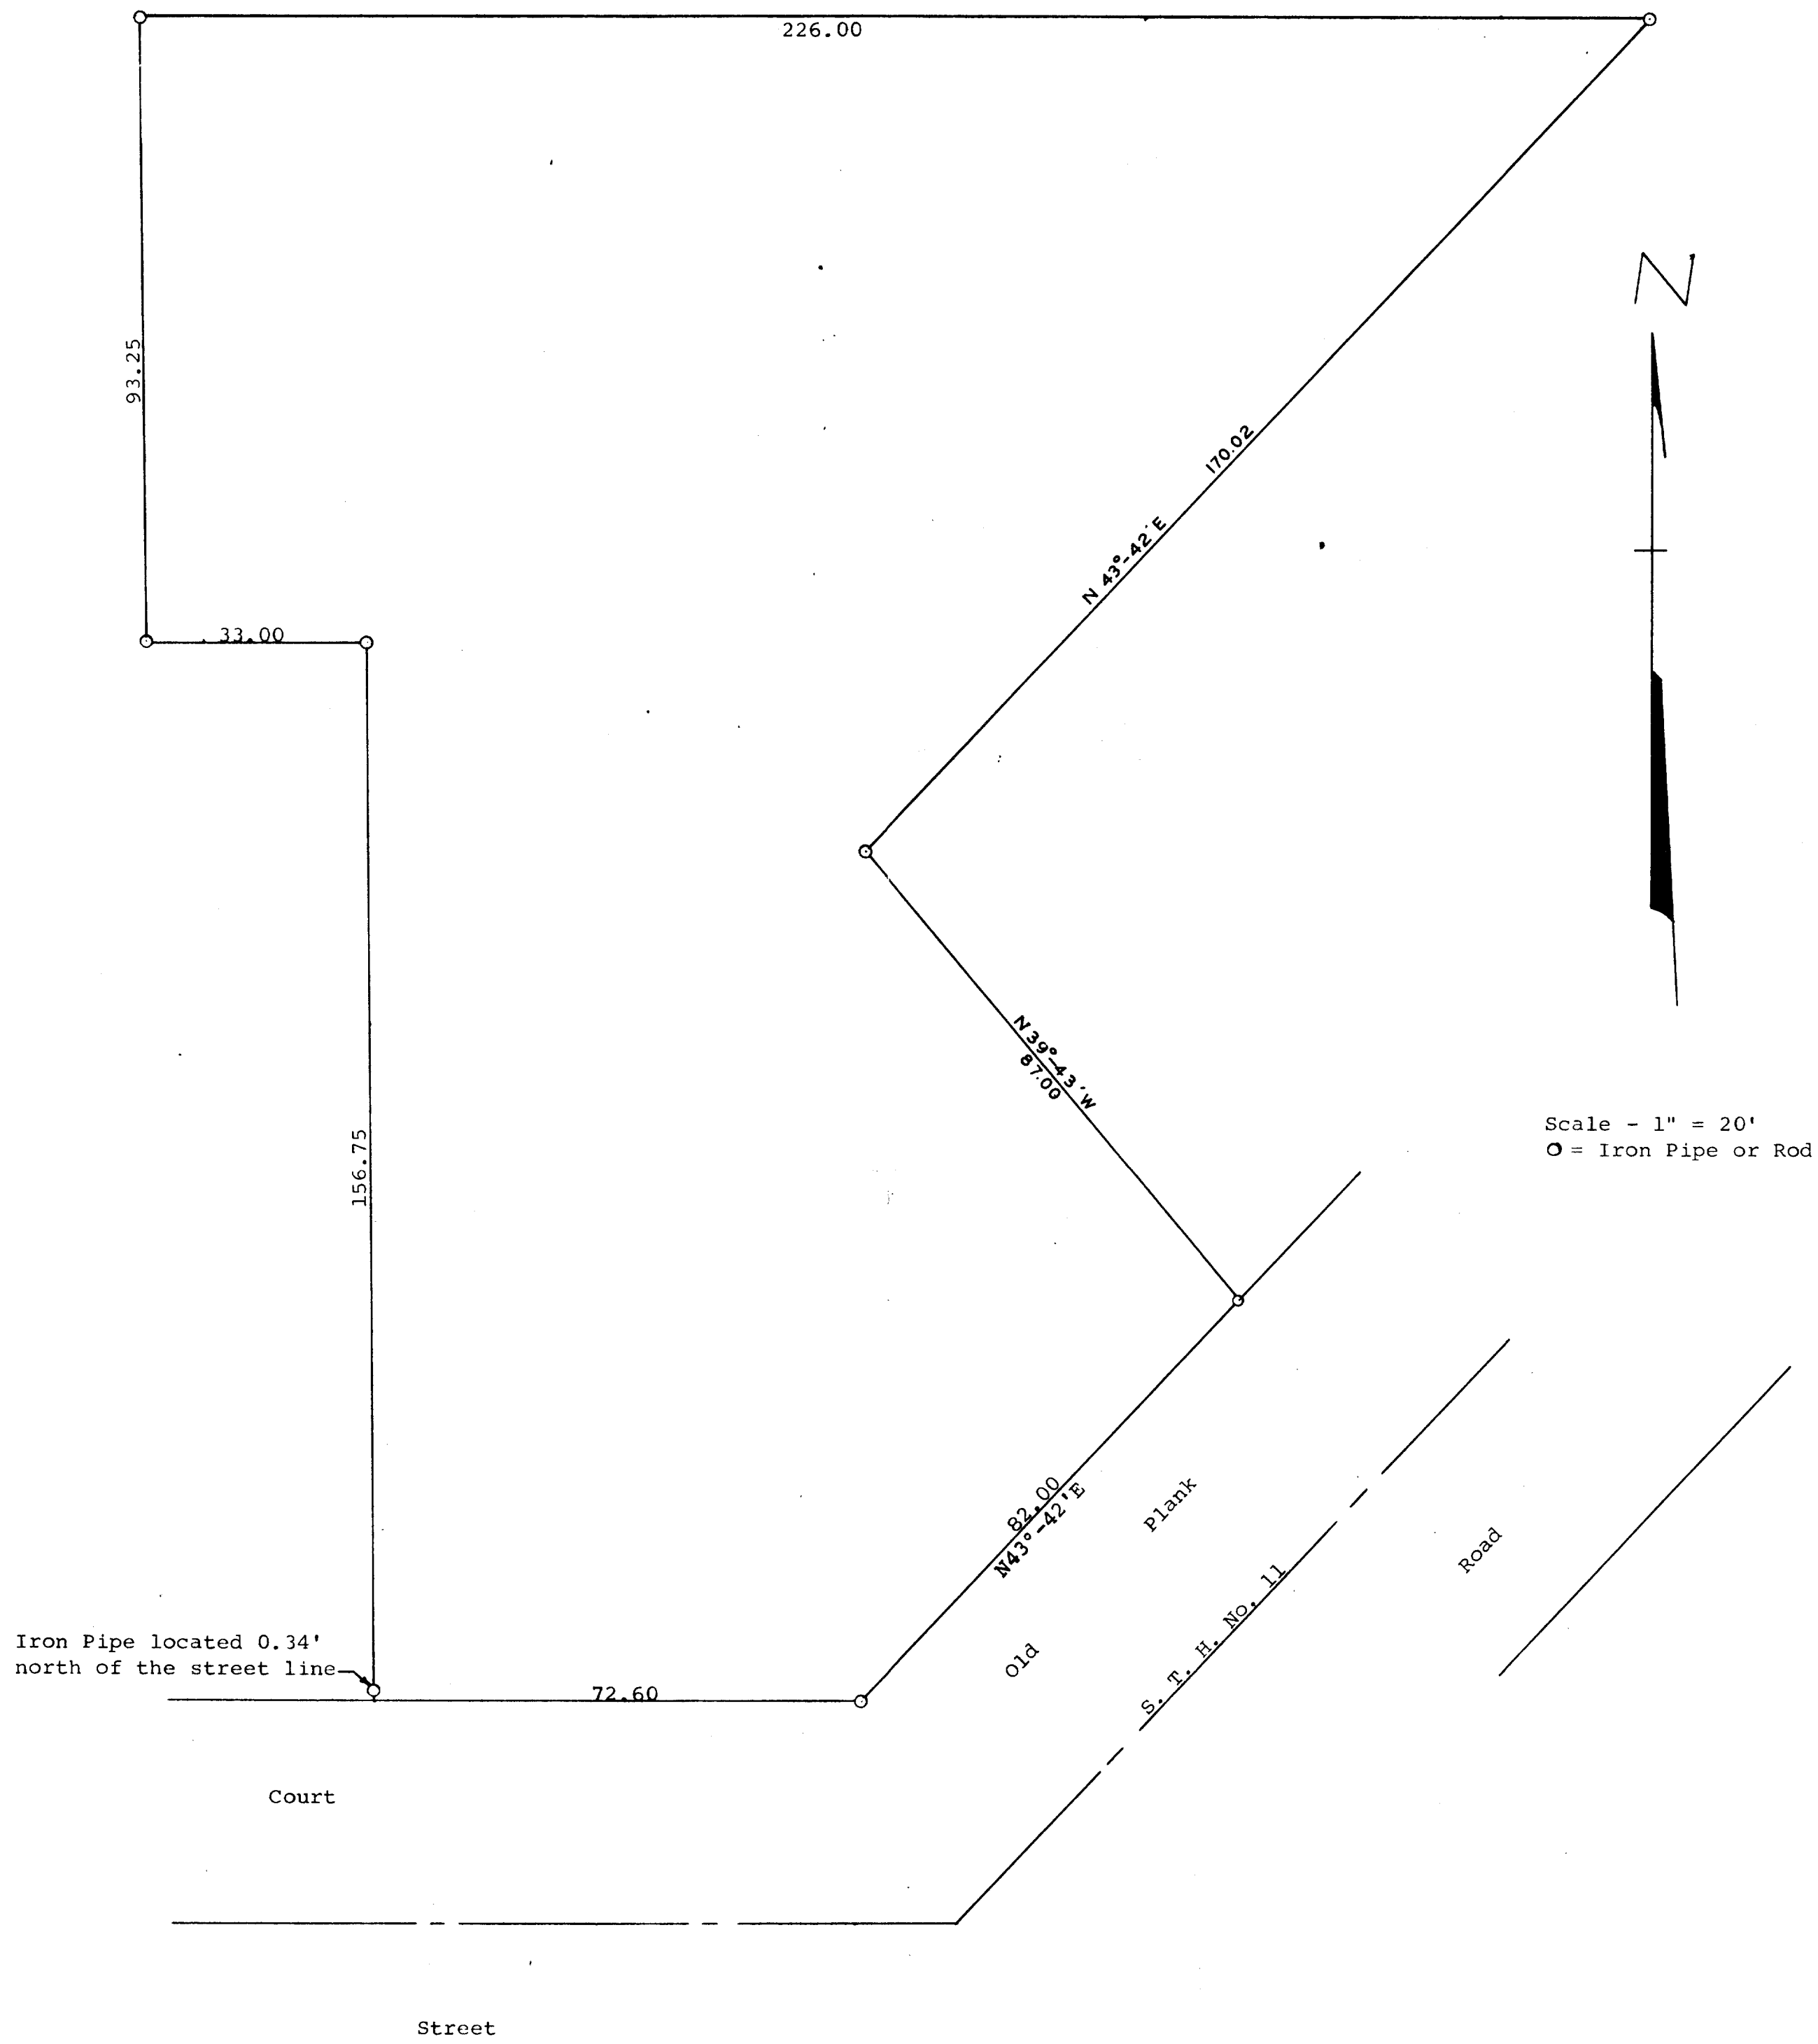 226.00
N
93.25
170.02
N 43°-42'E
33.00
N39°-43'W
87.00
Scale - 1" = 20'
O = Iron Pipe or Rod
156.75
82.00
N43°-42'E
Old Plank Road
S. T. H. No. 11
Iron Pipe located 0.34'
north of the street line
72.60
Court
Street